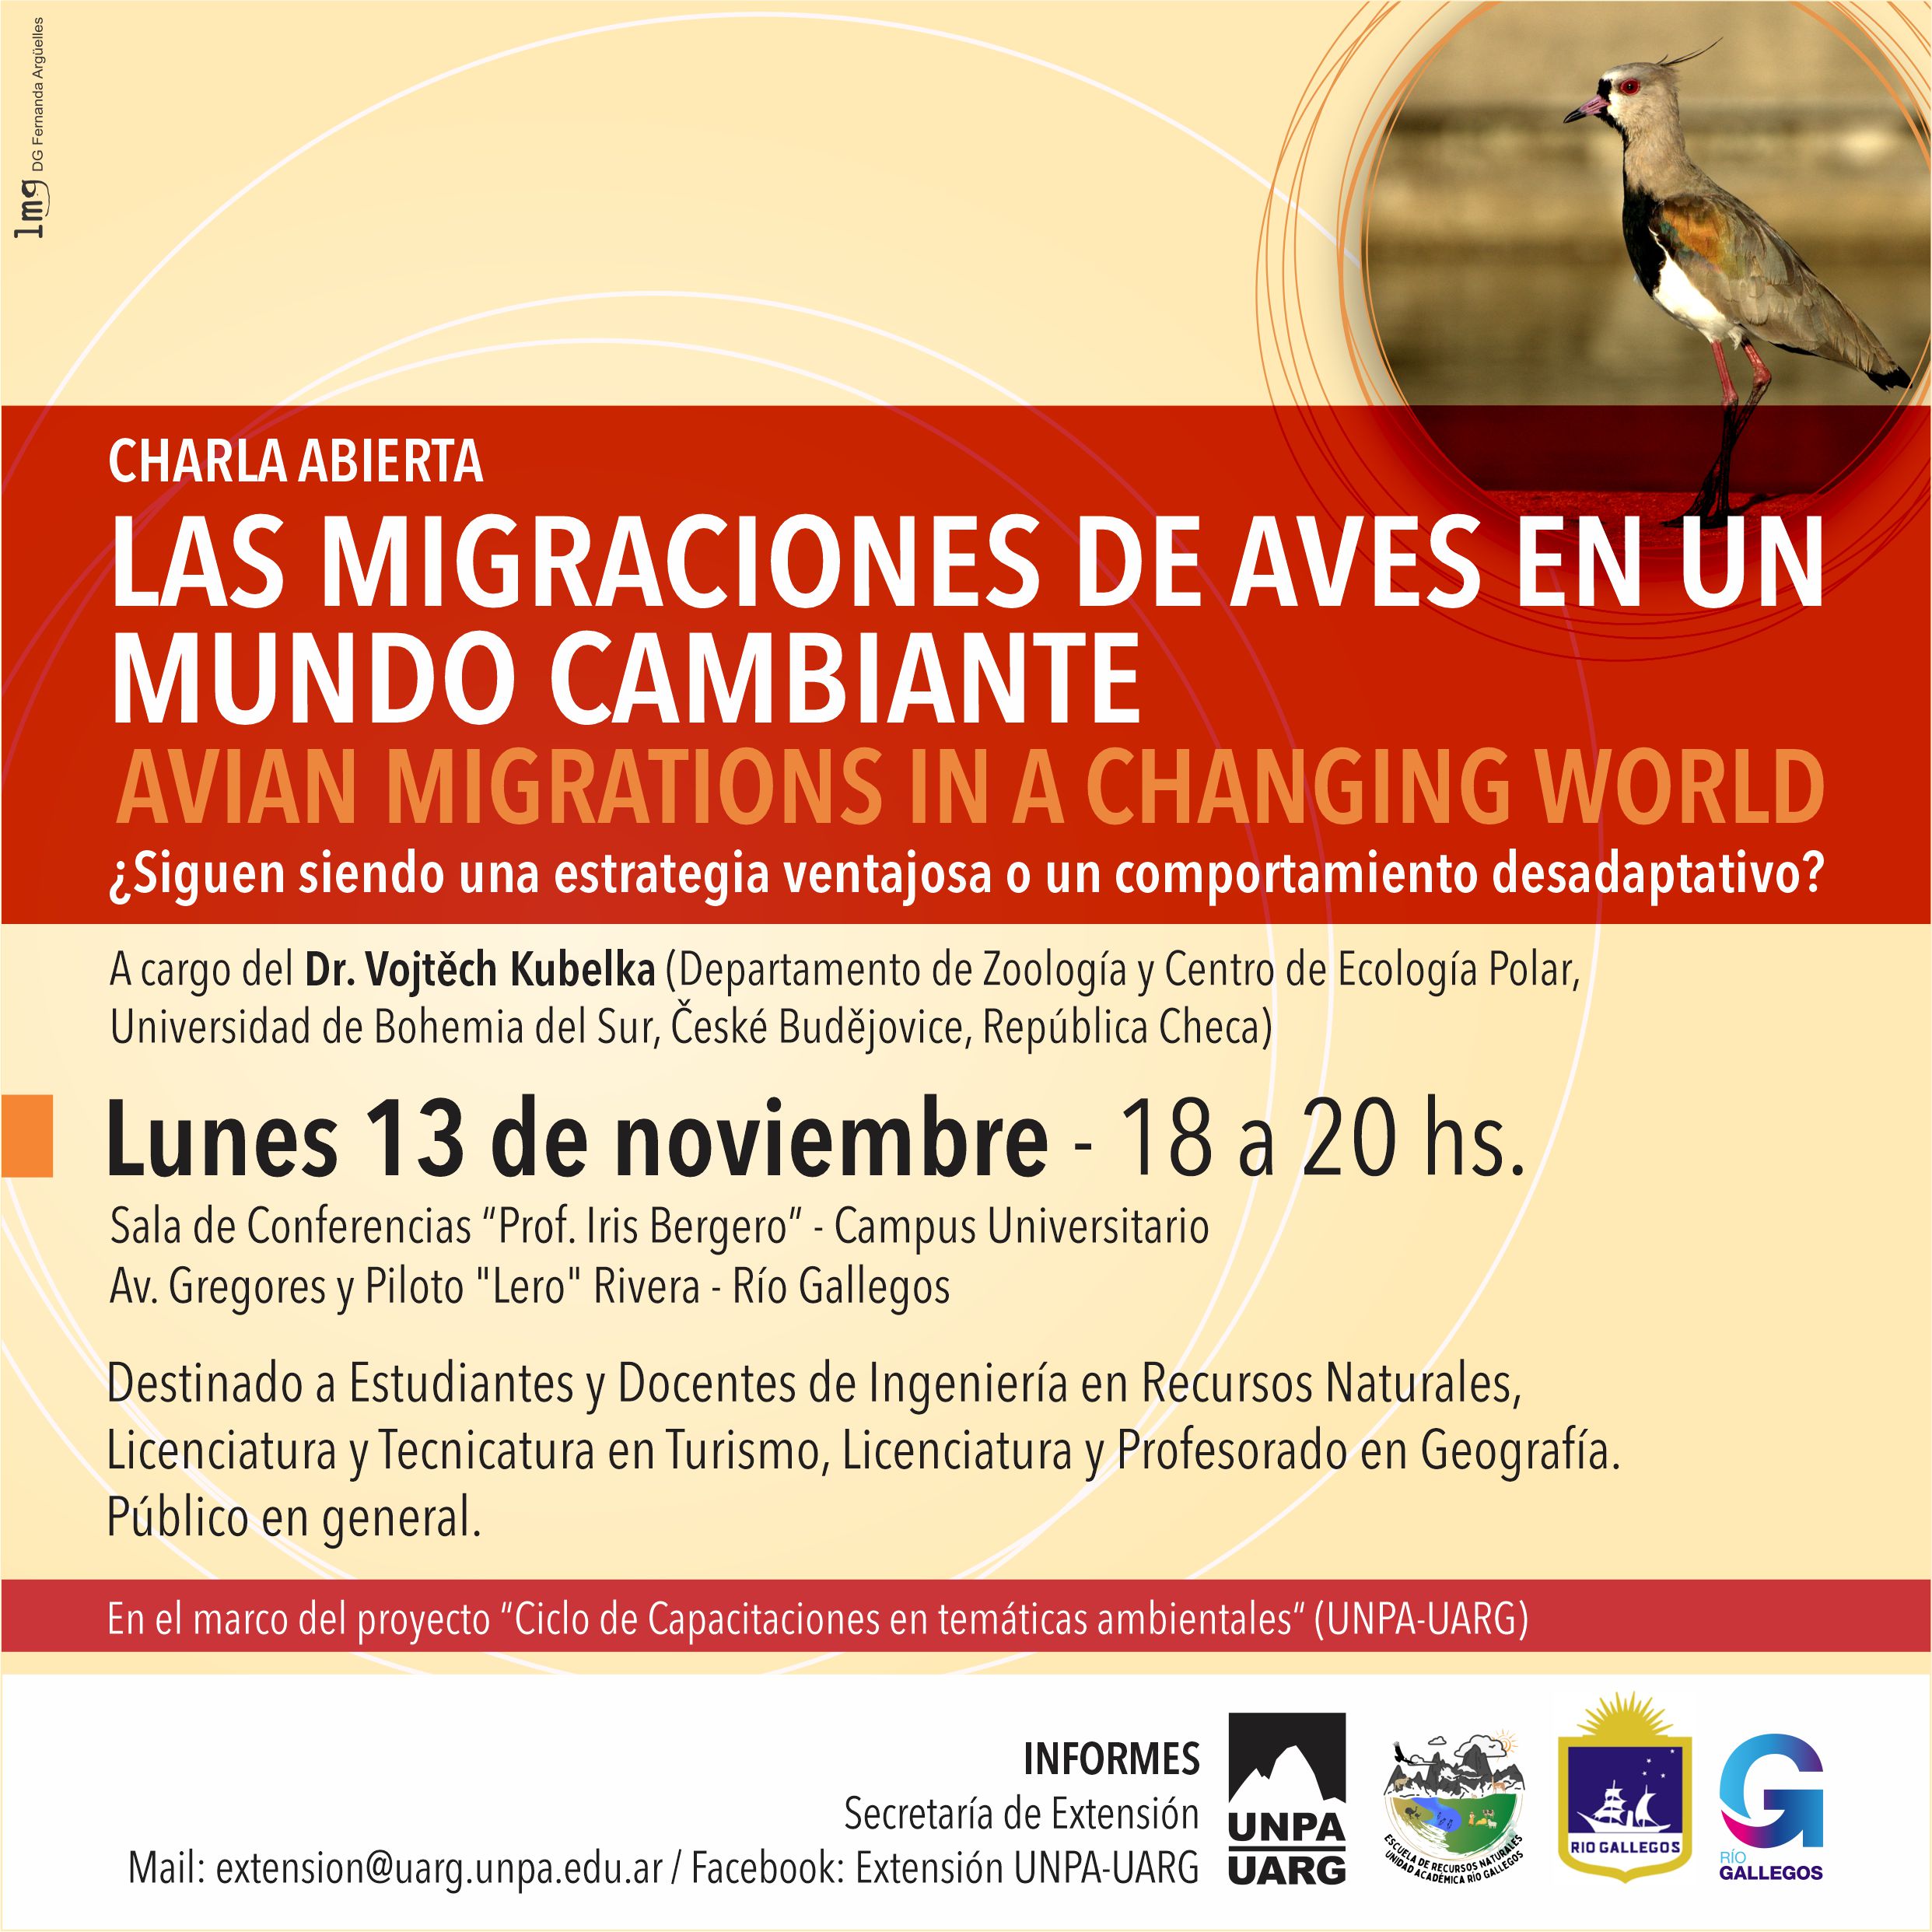 lmg DG Fernanda Argüelles
CHARLA ABIERTA
LAS MIGRACIONES DE AVES EN UN
MUNDO CAMBIANTE
AVIAN MIGRATIONS IN A CHANGING WORLD
¿Siguen siendo una estrategia ventajosa o un comportamiento desadaptativo?
A cargo del Dr. Vojtěch Kubelka (Departamento de Zoología y Centro de Ecología Polar,
Universidad de Bohemia del Sur, České Budějovice, República Checa)
Lunes 13 de noviembre - 18 a 20 hs.
Sala de Conferencias “Prof. Iris Bergero” - Campus Universitario
Av. Gregores y Piloto "Lero" Rivera - Río Gallegos
Destinado a Estudiantes y Docentes de Ingeniería en Recursos Naturales,
Licenciatura y Tecnicatura en Turismo, Licenciatura y Profesorado en Geografía.
Público en general.
En el marco del proyecto “Ciclo de Capacitaciones en temáticas ambientales” (UNPA-UARG)
INFORMES
Secretaría de Extensión
Mail: extension@uarg.unpa.edu.ar / Facebook: Extensión UNPA-UARG
UNPA
UARG
ESCUELA DE RECURSOS NATURALES
UNIDAD ACADÉMICA RÍO GALLEGOS
RIO GALLEGOS
G
RÍO
GALLEGOS